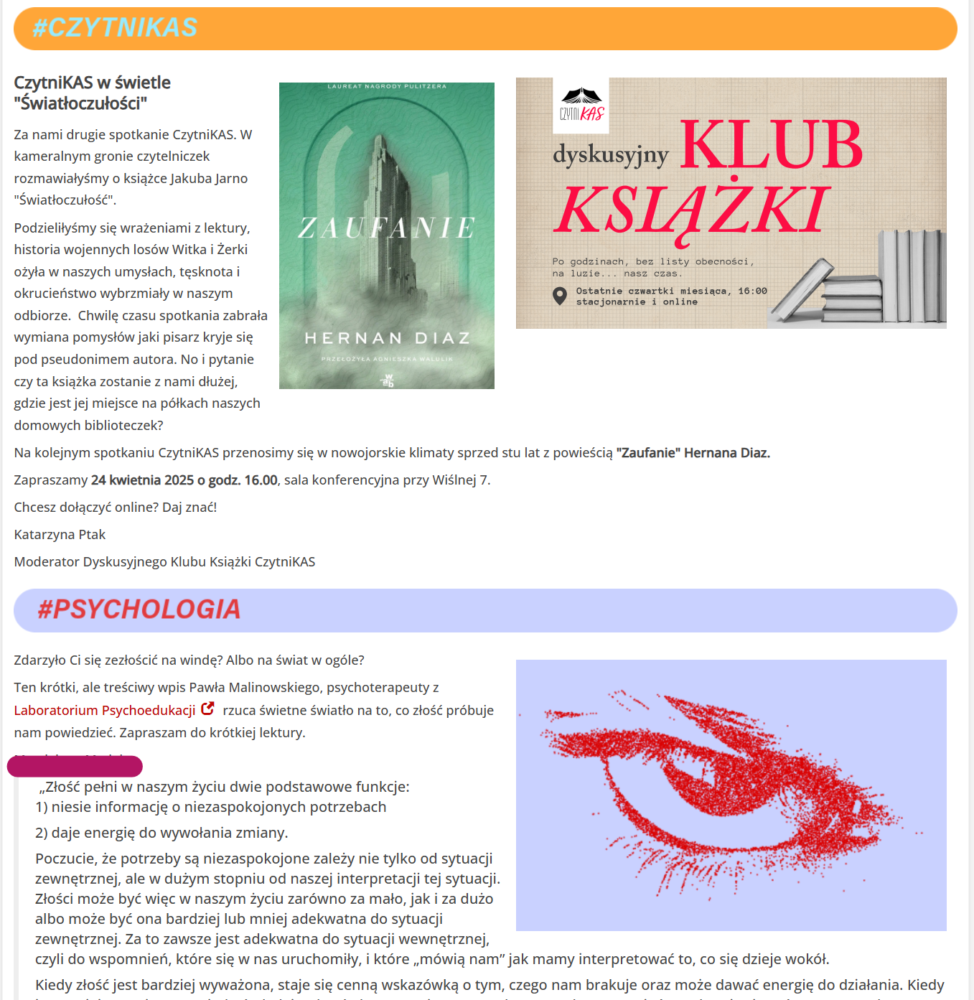 #CZYTNIKAS
CzytniKAS w świetle
"Światłoczułości"
Za nami drugie spotkanie CzytniKAS. W
kameralnym gronie czytelniczek
rozmawiałyśmy o książce Jakuba Jarno
"Światłoczułość".
Podzieliłyśmy się wrażeniami z lektury,
historia wojennych losów Witka i Żerki
ożyła w naszych umysłach, tęsknota i
okrucieństwo wybrzmiały w naszym
odbiorze. Chwilę czasu spotkania zabrała
wymiana pomysłów jaki pisarz kryje się
pod pseudonimem autora. No i pytanie
czy ta książka zostanie z nami dłużej,
gdzie jest jej miejsce na półkach naszych
domowych biblioteczek?
LAUREAT NAGRODY PULITZERA
ZAUFANIE
HERNAN DIAZ
PRZEŁOŻYŁA AGNIESZKA WALULIK
w
ab
CZYTNI KAS
dyskusyjny KLUB
KSIĄŻKI
Po godzinach, bez listy obecności,
na luzie... nasz czas.
Ostatnie czwartki miesiąca, 16:00
stacjonarnie i online
Na kolejnym spotkaniu CzytniKAS przenosimy się w nowojorskie klimaty sprzed stu lat z powieścią "Zaufanie" Hernana Diaz.
Zapraszamy 24 kwietnia 2025 o godz. 16.00, sala konferencyjna przy Wiślnej 7.
Chcesz dołączyć online? Daj znać!
Katarzyna Ptak
Moderator Dyskusyjnego Klubu Książki CzytniKAS
#PSYCHOLOGIA
Zdarzyło Ci się zezłościć na windę? Albo na świat w ogóle?
Ten krótki, ale treściwy wpis Pawła Malinowskiego, psychoterapeuty z
Laboratorium Psychoedukacji rzuca świetne światło na to, co złość próbuje
nam powiedzieć. Zapraszam do krótkiej lektury.
„Złość pełni w naszym życiu dwie podstawowe funkcje:
1) niesie informację o niezaspokojonych potrzebach
2) daje energię do wywołania zmiany.
Poczucie, że potrzeby są niezaspokojone zależy nie tylko od sytuacji
zewnętrznej, ale w dużym stopniu od naszej interpretacji tej sytuacji.
Złości może być więc w naszym życiu zarówno za mało, jak i za dużo
albo może być ona bardziej lub mniej adekwatna do sytuacji
zewnętrznej. Za to zawsze jest adekwatna do sytuacji wewnętrznej,
czyli do wspomnień, które się w nas uruchomiły, i które „mówią nam” jak mamy interpretować to, co się dzieje wokół.
Kiedy złość jest bardziej wyważona, staje się cenną wskazówką o tym, czego nam brakuje oraz może dawać energię do działania. Kiedy